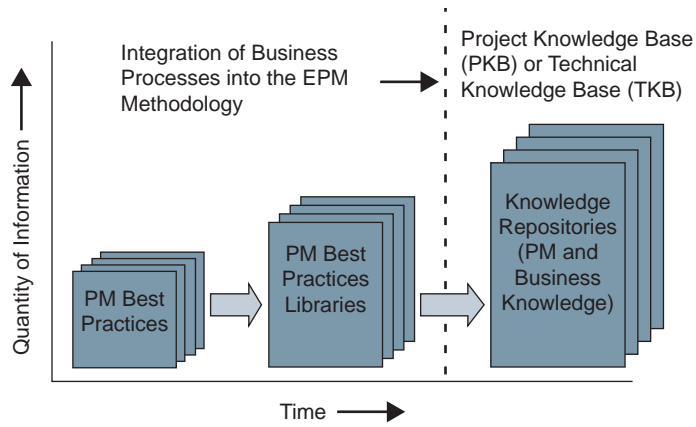 Integration of Business
Processes into the EPM
Methodology
Project Knowledge Base
(PKB) or Technical
Knowledge Base (TKB)
Quantity of Information
PM Best
Practices
PM Best
Practices
Libraries
Knowledge
Repositories
(PM and
Business
Knowledge)
Time